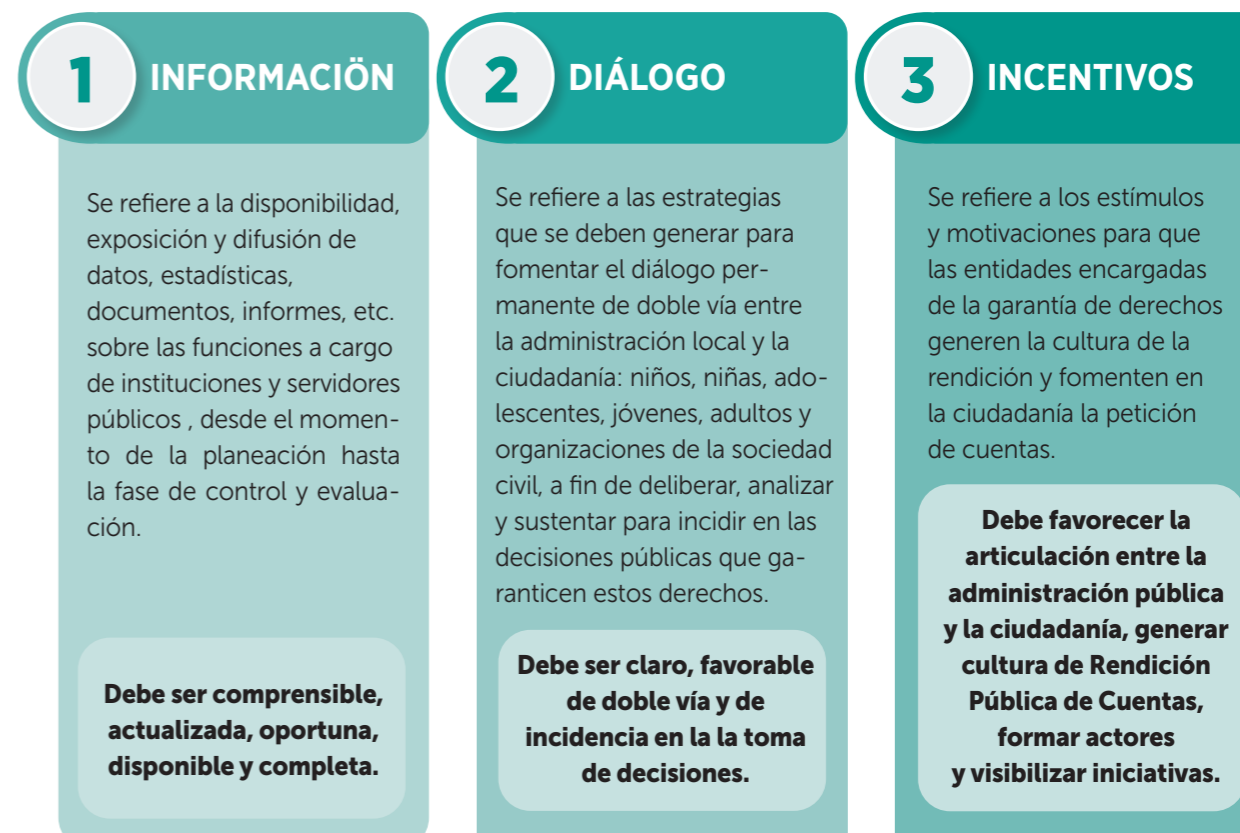 1
INFORMACIÖN
Se refiere a la disponibilidad,
exposición y difusión de
datos, estadísticas,
documentos, informes, etc.
sobre las funciones a cargo
de instituciones y servidores
públicos , desde el momen-
to de la planeación hasta
la fase de control y evalua-
ción.
Debe ser comprensible,
actualizada, oportuna,
disponible y completa.
2
DIÁLOGO
Se refiere a las estrategias
que se deben generar para
fomentar el diálogo per-
manente de doble vía entre
la administración local y la
ciudadanía: niños, niñas, ado-
lescentes, jóvenes, adultos y
organizaciones de la sociedad
civil, a fin de deliberar, analizar
y sustentar para incidir en las
decisiones públicas que ga-
ranticen estos derechos.
Debe ser claro, favorable
de doble vía y de
incidencia en la la toma
de decisiones.
3
INCENTIVOS
Se refiere a los estímulos
y motivaciones para que
las entidades encargadas
de la garantía de derechos
generen la cultura de la
rendición y fomenten en
la ciudadanía la petición
de cuentas.
Debe favorecer la
articulación entre la
administración pública
y la ciudadanía, generar
cultura de Rendición
Pública de Cuentas,
formar actores
y visibilizar iniciativas.